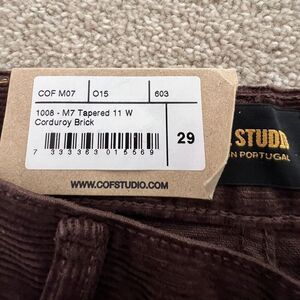 COF M07 O15 603
1008 - M7 Tapered 11 W
Corduroy Brick
29
7 333363 015569
WWW.COFSTUDIO.COM
STUDIO
IN PORTUGAL